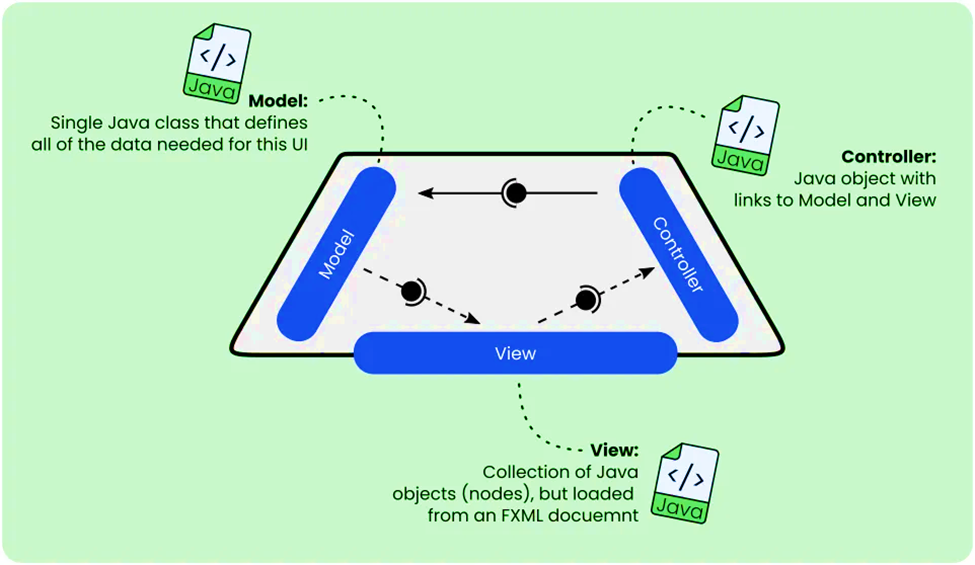 </>
Java
Model:
Single Java class that defines
all of the data needed for this UI
</>
Java
Controller:
Java object with
links to Model and View
Model
Controller
View
View:
Collection of Java
objects (nodes), but loaded
from an FXML docuemnt
</>
Java